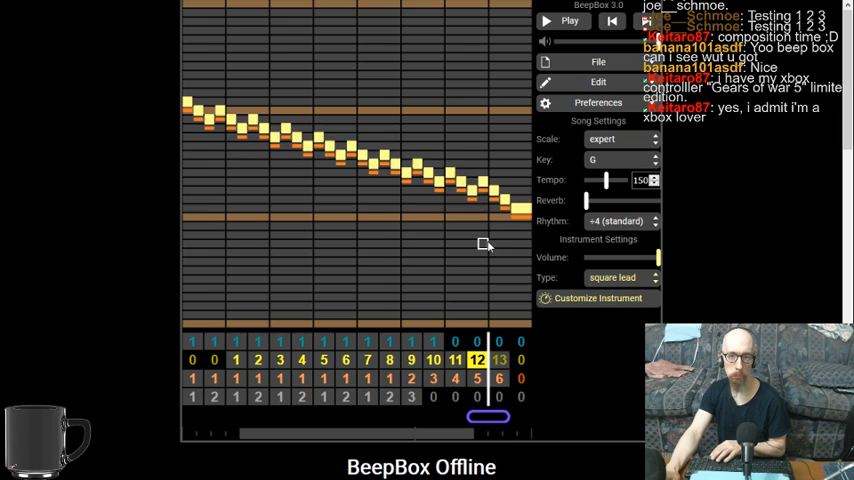 BeepBox 3.0
Play
File
Edit
Preferences
Song Settings
Scale: expert
Key: G
Tempo: 150
Reverb:
Rhythm: +4 (standard)
Instrument Settings
Volume:
Type: square lead
Customize Instrument
joe__schmoe.
joe__Schmoe: Testing 1 2 3
Testing 1 2 3
Keitaro87: composition time ;D
banana101asdf: Yoo beep box
can I see wut u got
banana101asdf: Nice
Keitaro87: i have my xbox
controlller "Gears of war 5" limite
edition.
Keitaro87: yes, i admit i'm a
xbox lover
1 1 1 1 1 1 1 1 1 1 1 1 0 0 0 0
0 0 1 2 3 4 5 6 7 8 9 10 11 12 13 0
1 1 1 1 1 1 1 1 1 1 2 3 4 5 6 0
1 2 1 2 1 2 1 2 1 2 3 0 0 0 0 0
BeepBox Offline